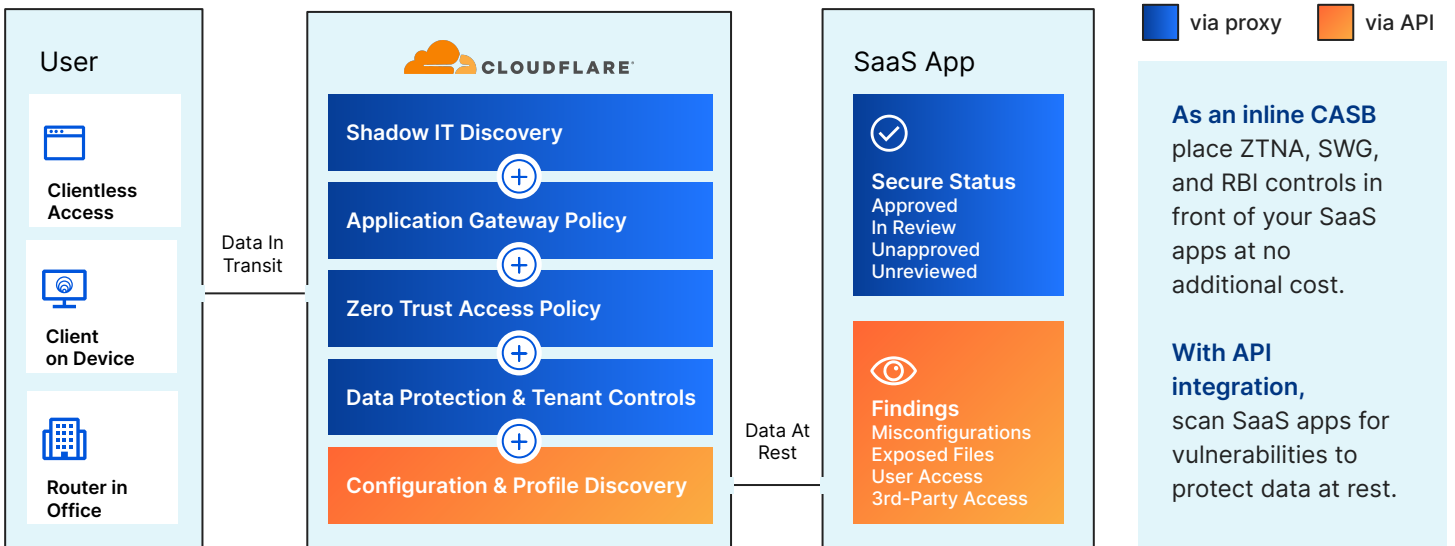 User
Clientless
Access
Client
on Device
Router in
Office
Data In
Transit
CLOUDFLARE
Shadow IT Discovery
Application Gateway Policy
Zero Trust Access Policy
Data Protection & Tenant Controls
Configuration & Profile Discovery
Data At
Rest
SaaS App
Secure Status
Approved
In Review
Unapproved
Unreviewed
Findings
Misconfigurations
Exposed Files
User Access
3rd-Party Access
via proxy
via API
As an inline CASB
place ZTNA, SWG,
and RBI controls in
front of your SaaS
apps at no
additional cost.
With API
integration,
scan SaaS apps for
vulnerabilities to
protect data at rest.